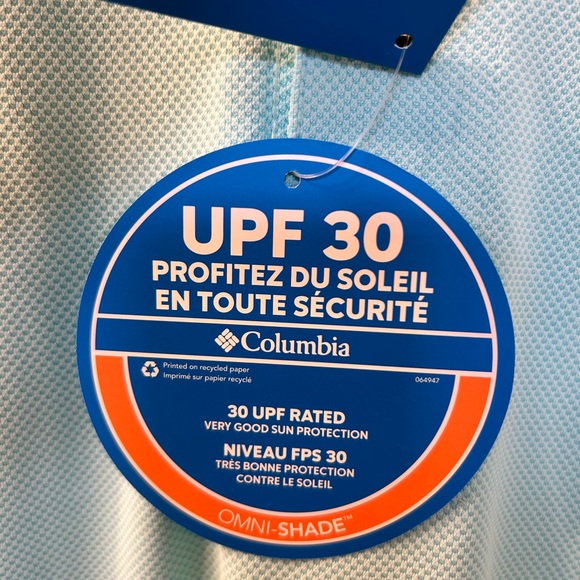 UPF 30
PROFITEZ DU SOLEIL
EN TOUTE SÉCURITÉ
Columbia
Printed on recycled paper
Imprimé sur papier recyclé
064947
30 UPF RATED
VERY GOOD SUN PROTECTION
NIVEAU FPS 30
TRÈS BONNE PROTECTION
CONTRE LE SOLEIL
OMNI-SHADE™